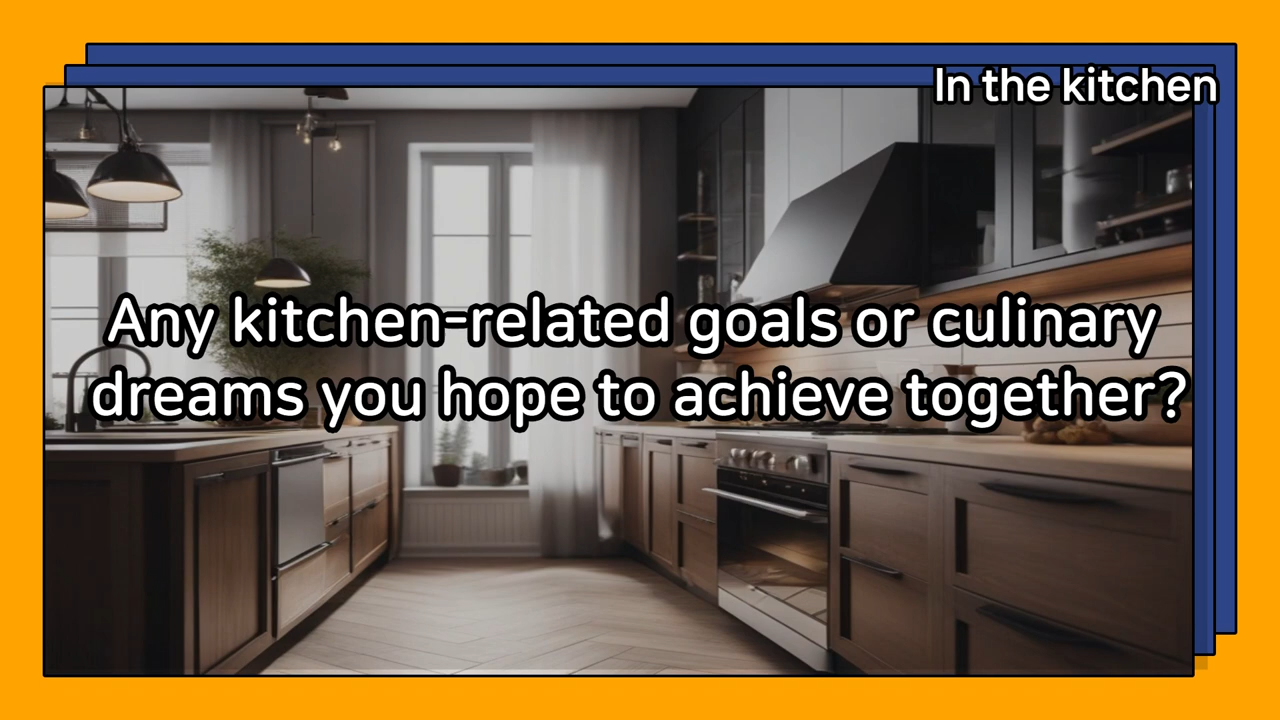 In the kitchen
Any kitchen-related goals or culinary
dreams you hope to achieve together?